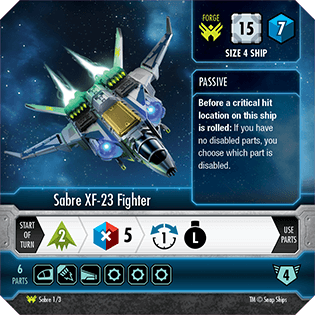 FORGE
15
7
SIZE 4 SHIP
PASSIVE
Before a critical hit
location on this ship
is rolled: If you have
no disabled parts, you
choose which part is
disabled.
Sabre XF-23 Fighter
START
OF
TURN
2
5
1
L
USE
PARTS
6
PARTS
4
Sabre 1/3
TM © Snap Ships